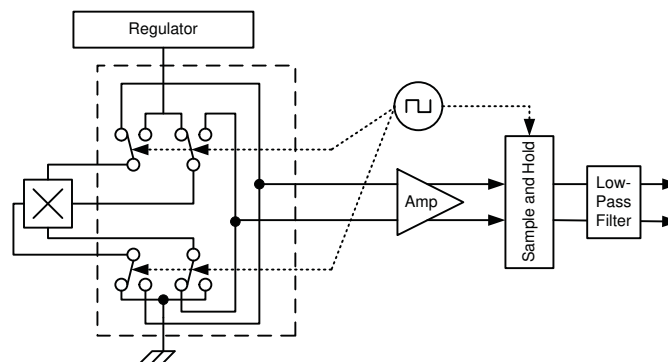 Regulator
Amp
Sample and Hold
Low-
Pass
Filter